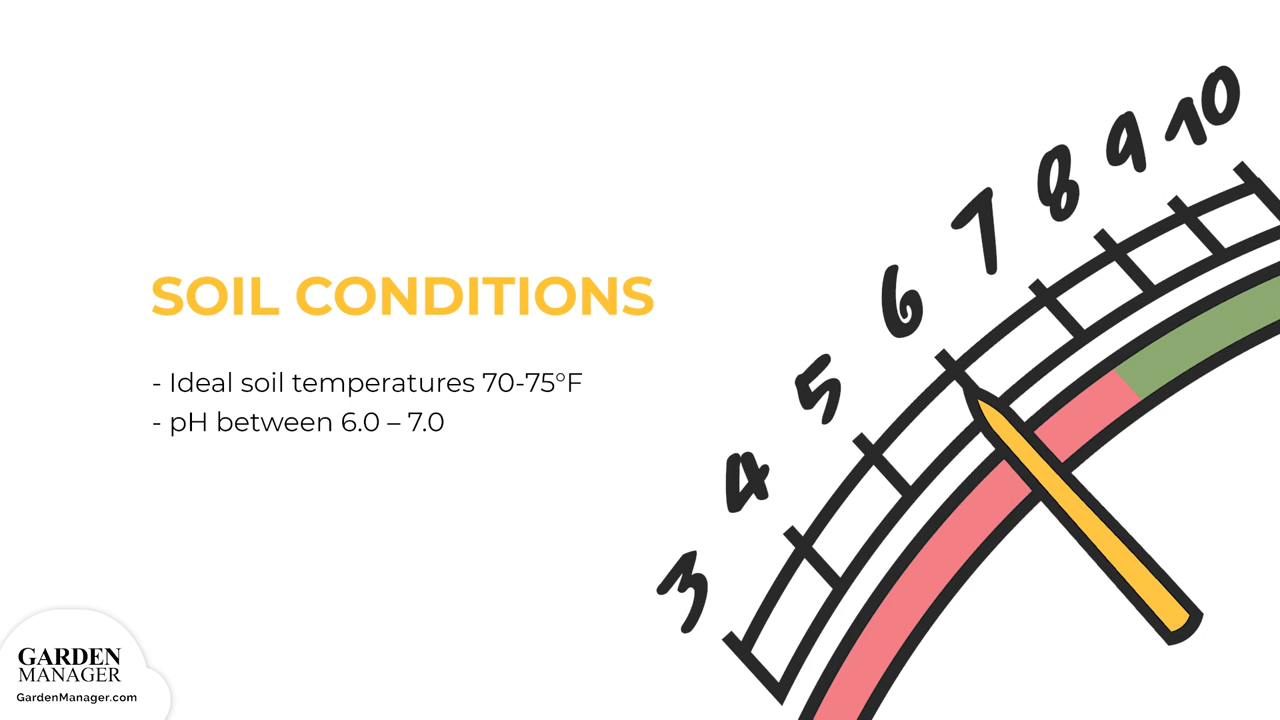 SOIL CONDITIONS
- Ideal soil temperatures 70-75°F
- pH between 6.0 – 7.0
3
4
5
6
7
8
9
10
GARDEN
MANAGER
GardenManager.com